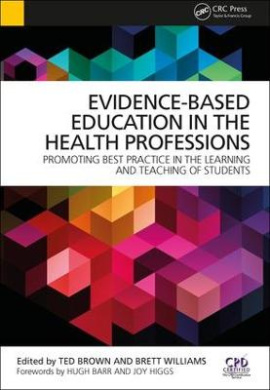 CRC Press
Taylor & Francis Group
EVIDENCE-BASED
EDUCATION IN THE
HEALTH PROFESSIONS
PROMOTING BEST PRACTICE IN THE LEARNING
AND TEACHING OF STUDENTS
Edited by TED BROWN AND BRETT WILLIAMS
Forewords by HUGH BARR AND JOY HIGGS
CPD
CERTIFIED